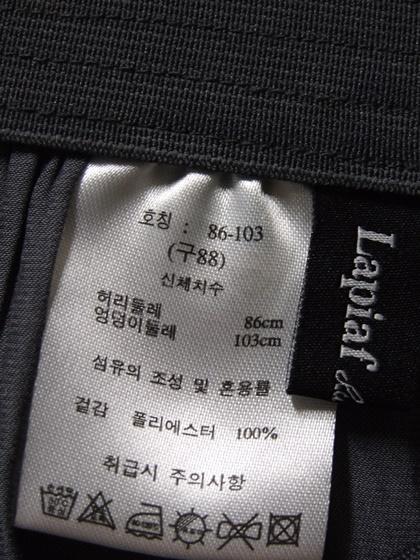 호칭 : 86-103
(구88)
신체치수
허리둘레 86cm
엉덩이둘레 103cm
섬유의 조성 및 혼용률
겉감 폴리에스터 100%
취급시 주의사항
Lapiaf